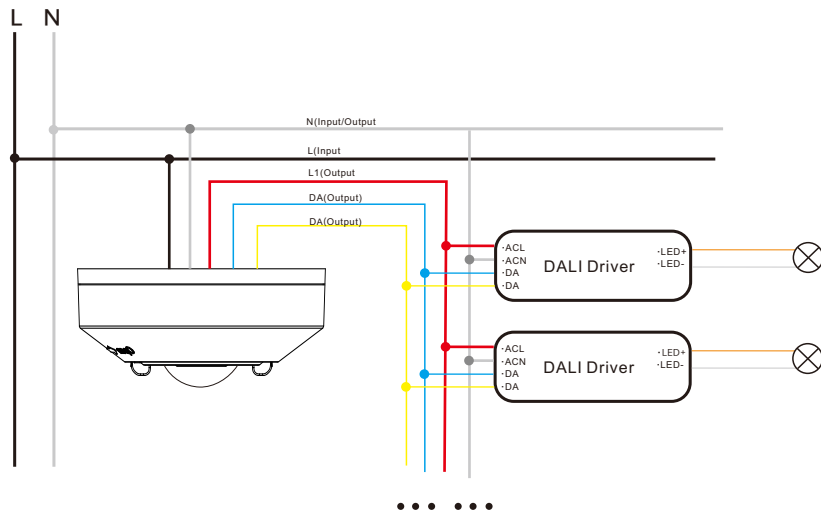 L N
N(Input/Output
L(Input
L1(Output
DA(Output)
DA(Output)
·ACL
·ACN
·DA
·DA
DALI Driver
·LED+
·LED-
·ACL
·ACN
·DA
·DA
DALI Driver
·LED+
·LED-